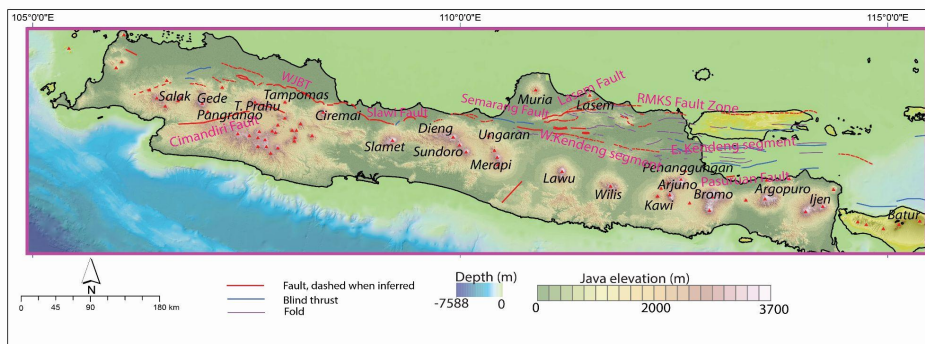 105°0'0"E
110°0'0"E
115°0'0"E
WJBT
Salak
Gede
Tampomas
T.Prahu
Pangrango
Ciremai
Cimandiri Fault
Slawi Fault
Slamet
Dieng
Sundoro
Merapi
Ungaran
Semarang Fault
Muria
Lasem Fault
Lasem
RMKS Fault Zone
W.Kendeng segment
E. Kendeng segment
Lawu
Wilis
Penanggungan
Arjuno
Kawi
Bromo
Pasuruan Fault
Argopuro
Ijen
Batur
N
0 45 90 180 km
Fault, dashed when inferred
Blind thrust
Fold
Depth (m)
-7588 0
Java elevation (m)
0 2000 3700